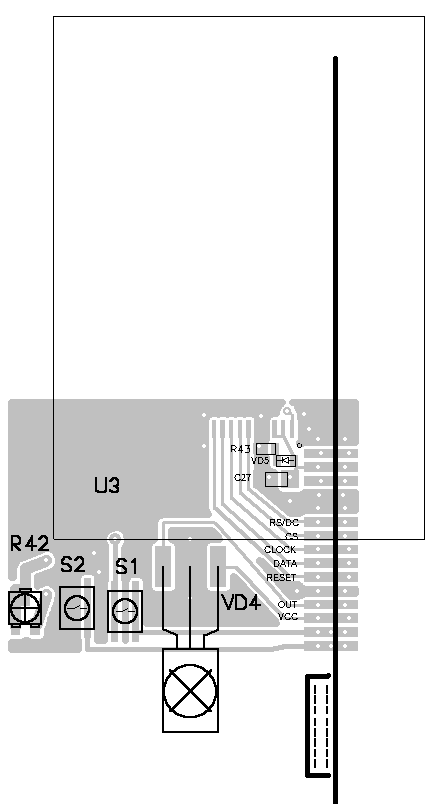 R43
VD5
C27
U3
RS/DC
CS
CLOCK
R42
DATA
S2
S1
RESET
VD4
OUT
VCC